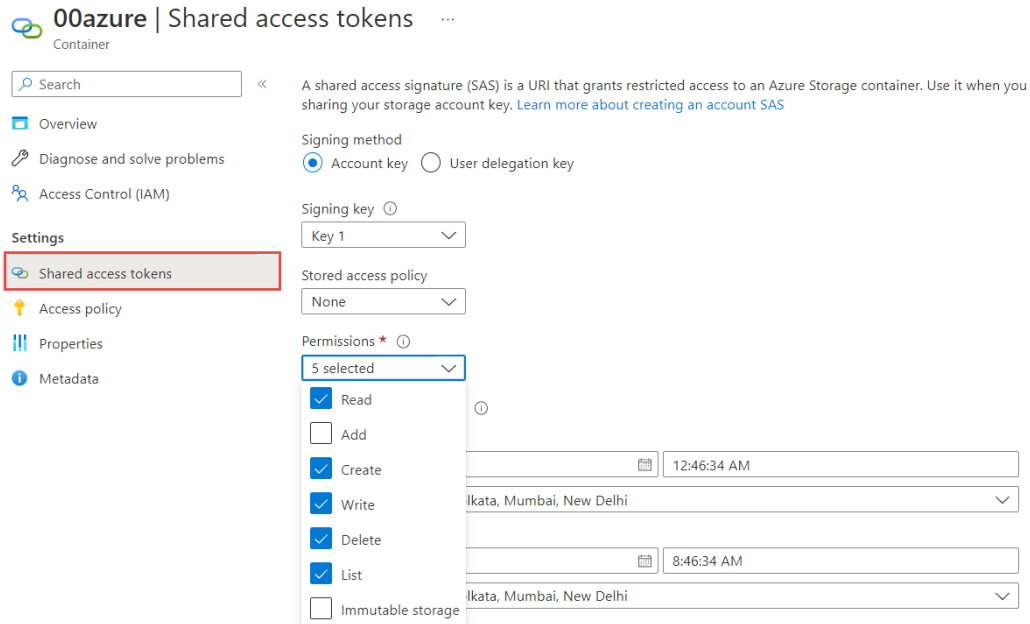 00azure | Shared access tokens ...
Container
Search
Overview
Diagnose and solve problems
Access Control (IAM)
Settings
Shared access tokens
Access policy
Properties
Metadata
A shared access signature (SAS) is a URI that grants restricted access to an Azure Storage container. Use it when you
sharing your storage account key. Learn more about creating an account SAS
Signing method
Account key User delegation key
Signing key
Key 1
Stored access policy
None
Permissions *
5 selected
Read
Add
Create
Write
Delete
List
Immutable storage
12:46:34 AM
lkata, Mumbai, New Delhi
8:46:34 AM
lkata, Mumbai, New Delhi